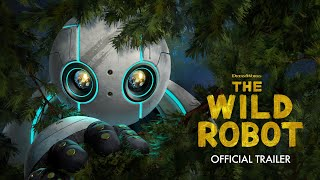 DREAMWORKS
THE
WILD
ROBOT
OFFICIAL TRAILER